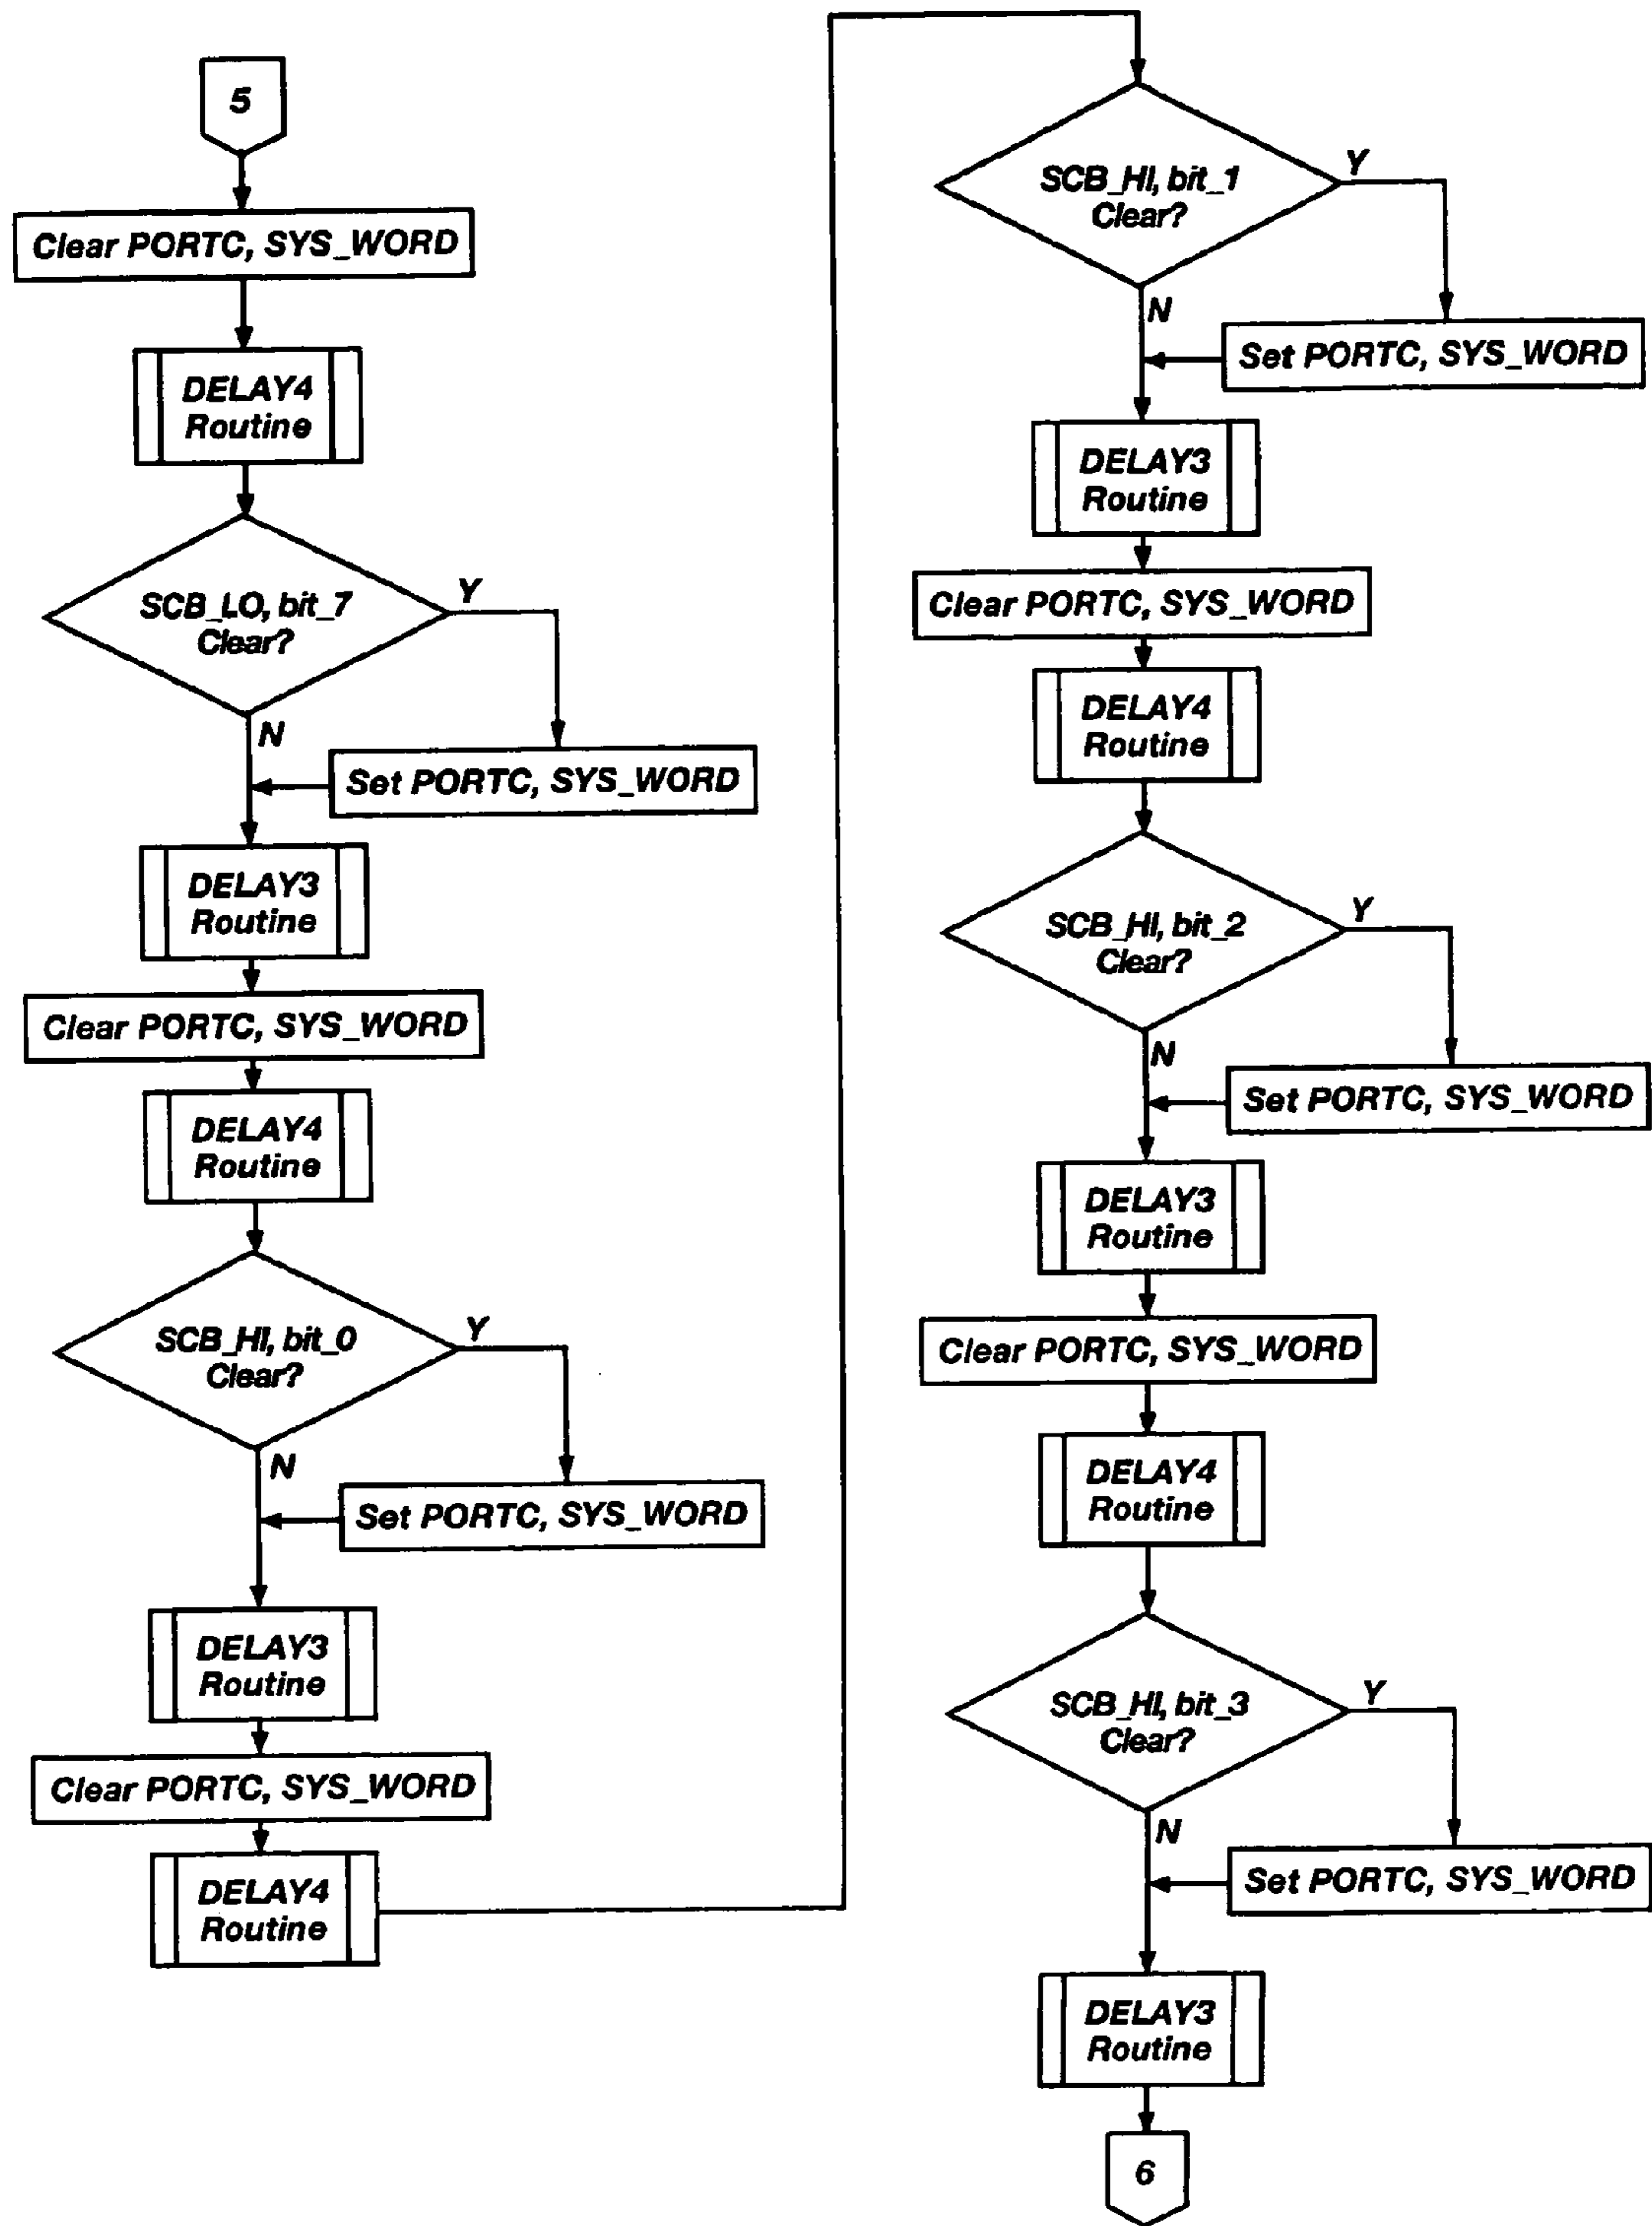 5
Clear PORTC, SYS_WORD
DELAY4
Routine
SCB_LO, bit_7
Clear?
Y
N
Set PORTC, SYS_WORD
DELAY3
Routine
Clear PORTC, SYS_WORD
DELAY4
Routine
SCB_HI, bit_0
Clear?
Y
N
Set PORTC, SYS_WORD
DELAY3
Routine
Clear PORTC, SYS_WORD
DELAY4
Routine
SCB_HI, bit_1
Clear?
Y
N
Set PORTC, SYS_WORD
DELAY3
Routine
Clear PORTC, SYS_WORD
DELAY4
Routine
SCB_HI, bit_2
Clear?
Y
N
Set PORTC, SYS_WORD
DELAY3
Routine
Clear PORTC, SYS_WORD
DELAY4
Routine
SCB_HI, bit_3
Clear?
Y
N
Set PORTC, SYS_WORD
DELAY3
Routine
6